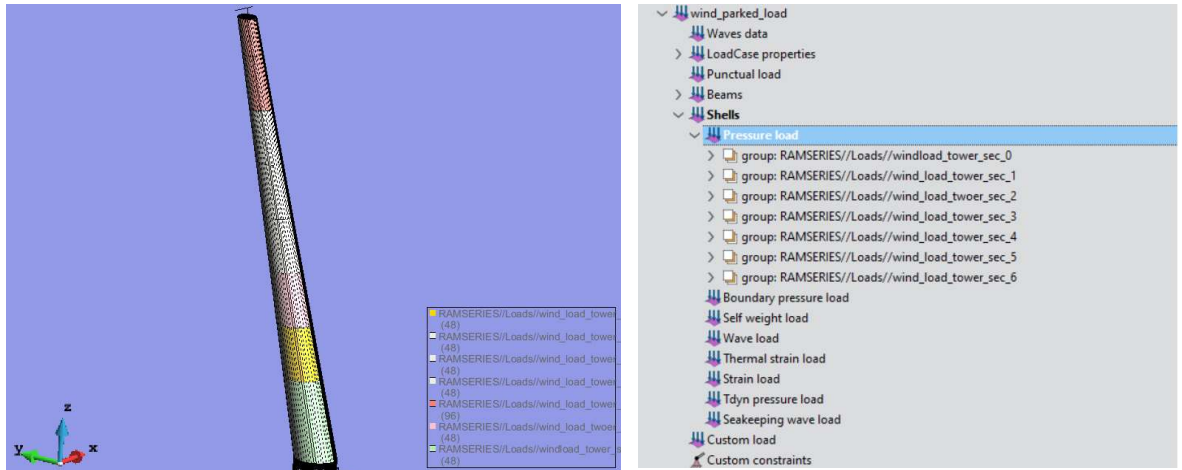 z
y
x
RAMSERIES//Loads//wind_load_tower_
(48)
RAMSERIES//Loads//wind_load_tower
(48)
RAMSERIES//Loads//wind_load_tower
(48)
RAMSERIES//Loads//wind_load_tower
(48)
RAMSERIES//Loads//wind_load_tower_
(96)
RAMSERIES//Loads//wind_load_twoer
(48)
RAMSERIES//Loads//windload_tower_s
(48)
wind_parked_load
Waves data
LoadCase properties
Punctual load
Beams
Shells
Pressure load
group: RAMSERIES//Loads//windload_tower_sec_0
group: RAMSERIES//Loads//wind_load_tower_sec_1
group: RAMSERIES//Loads//wind_load_twoer_sec_2
group: RAMSERIES//Loads//wind_load_tower_sec_3
group: RAMSERIES//Loads//wind_load_tower_sec_4
group: RAMSERIES//Loads//wind_load_tower_sec_5
group: RAMSERIES//Loads//wind_load_tower_sec_6
Boundary pressure load
Self weight load
Wave load
Thermal strain load
Strain load
Tdyn pressure load
Seakeeping wave load
Custom load
Custom constraints